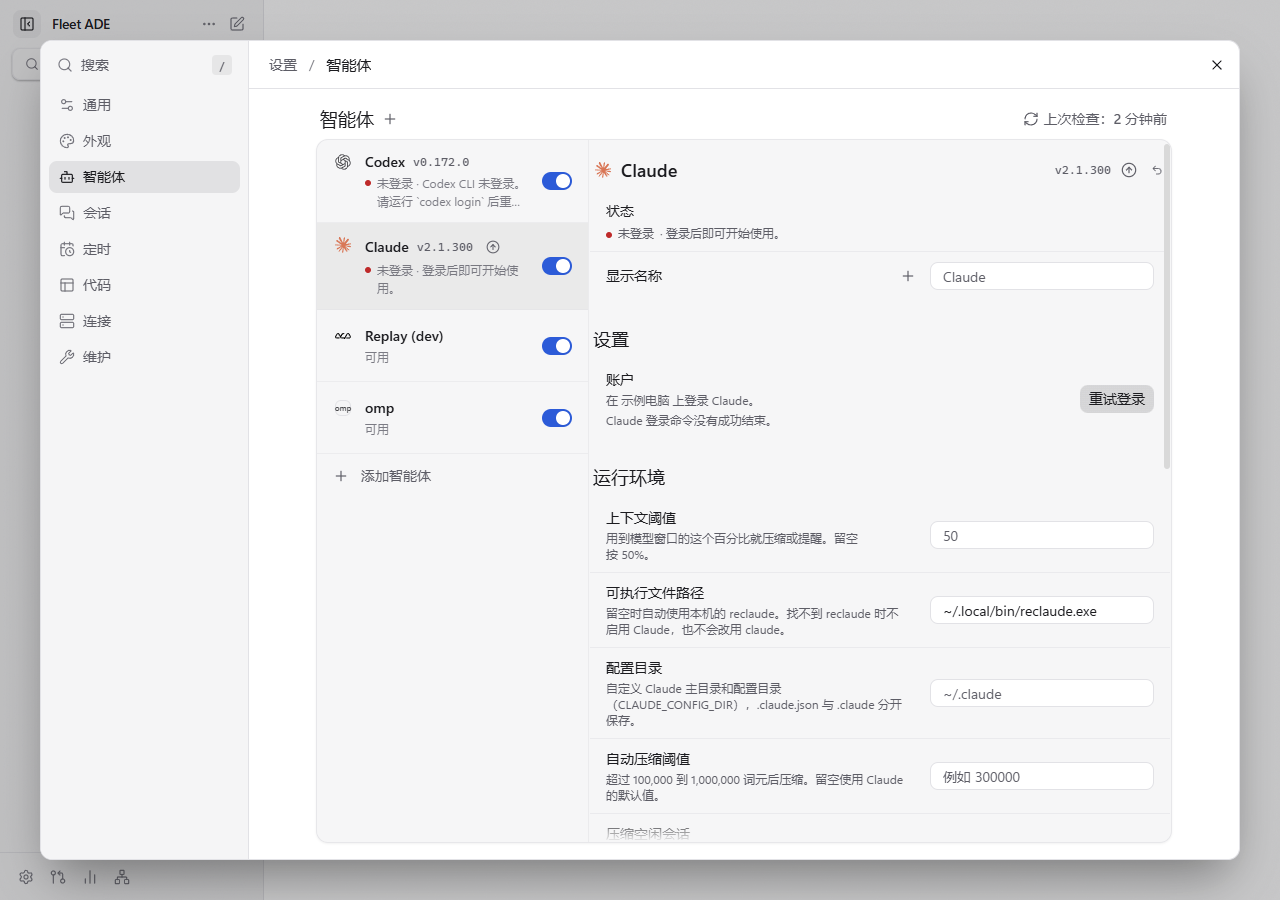 Fleet ADE
搜索
/
通用
外观
智能体
会话
定时
代码
连接
维护
设置 / 智能体
智能体
上次检查：2 分钟前
Codex v0.172.0
未登录 · Codex CLI 未登录。
请运行 `codex login` 后重...
Claude v2.1.300
未登录 · 登录后即可开始使
用。
Replay (dev)
可用
omp
omp
可用
添加智能体
Claude
v2.1.300
状态
未登录 · 登录后即可开始使用。
显示名称
Claude
设置
账户
在 示例电脑 上登录 Claude。
Claude 登录命令没有成功结束。
重试登录
运行环境
上下文阈值
用到模型窗口的这个百分比就压缩或提醒。留空
按 50%。
50
可执行文件路径
留空时自动使用本机的 reclaude。找不到 reclaude 时不
启用 Claude，也不会改用 claude。
~/.local/bin/reclaude.exe
配置目录
自定义 Claude 主目录和配置目录
（CLAUDE_CONFIG_DIR），.claude.json 与 .claude 分开
保存。
~/.claude
自动压缩阈值
超过 100,000 到 1,000,000 词元后压缩。留空使用 Claude
的默认值。
例如 300000
压缩空闲会话